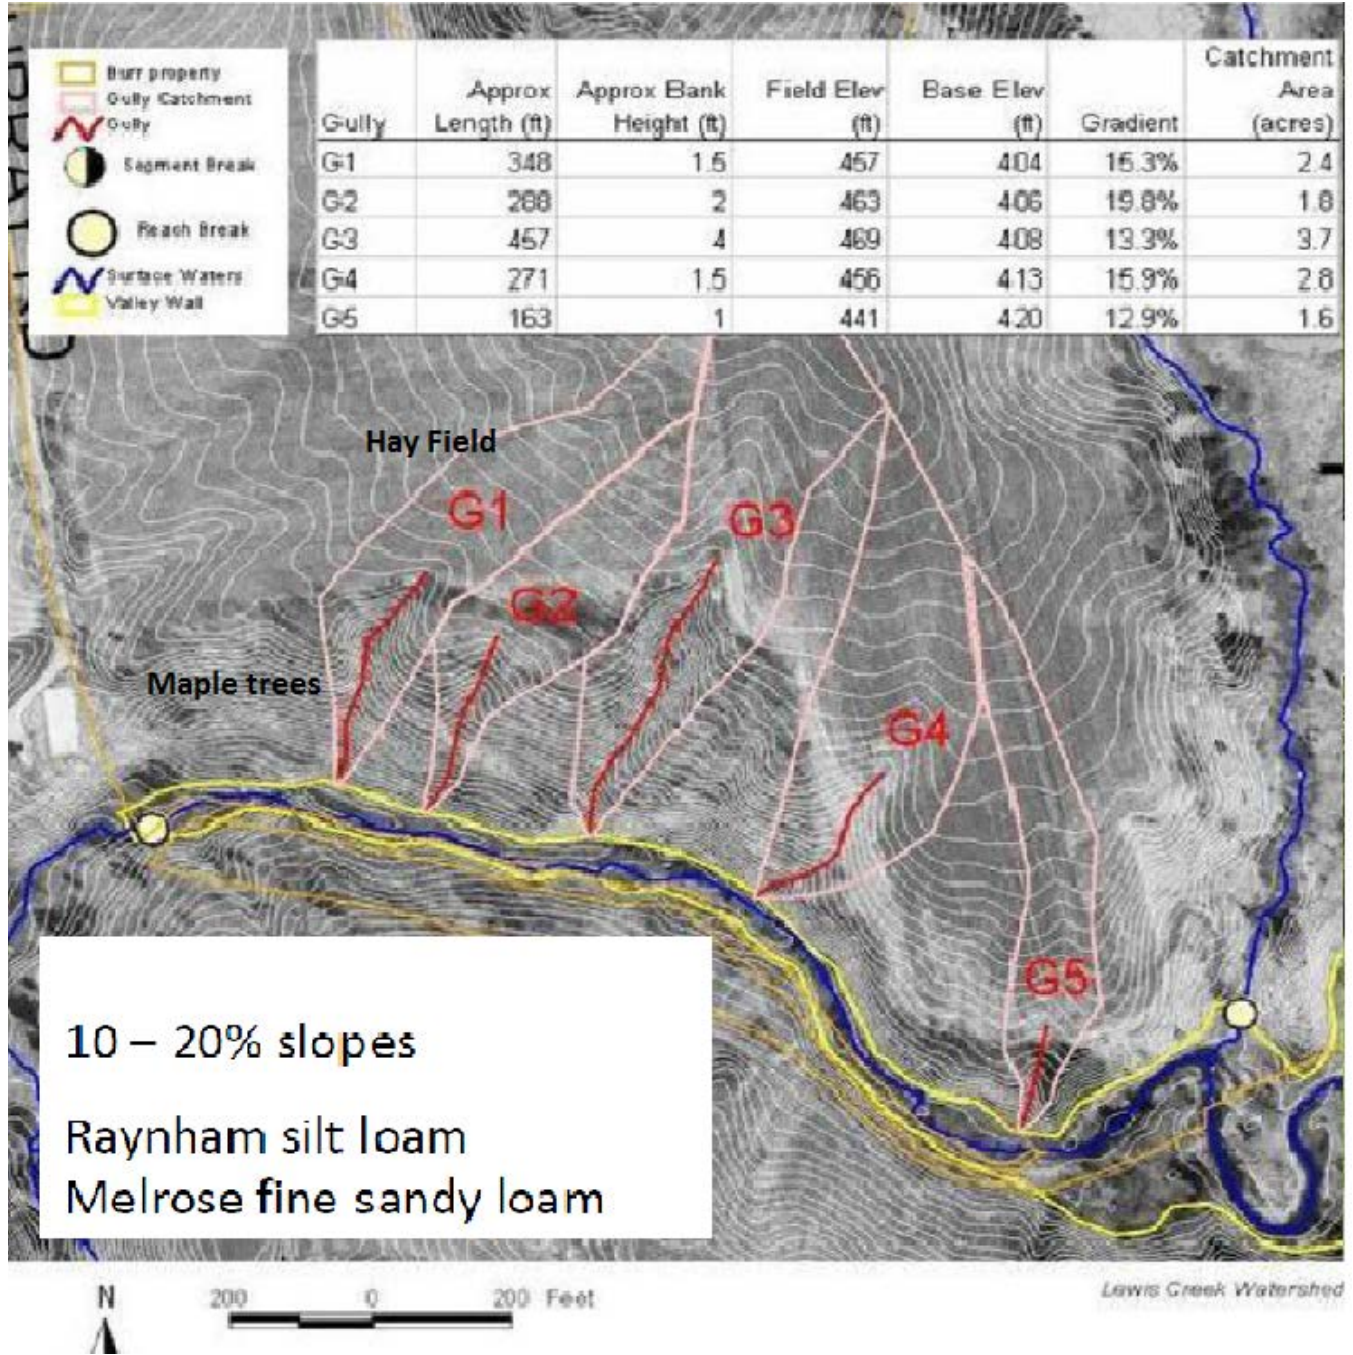 Burr property
Gully Catchment
Gully
Segment Break
Reach Break
Surface Waters
Valley Wall
Gully Approx Length (ft) Approx Bank Height (ft) Field Elev (ft) Base Elev (ft) Gradient Catchment Area (acres)
G1 348 1.5 457 404 15.3% 2.4
G2 288 2 463 406 19.8% 1.8
G3 457 4 469 408 13.3% 3.7
G4 271 1.5 456 413 15.9% 2.8
G5 163 1 441 420 12.9% 1.6
Hay Field
G1
G3
G2
Maple trees
G4
G5
10 – 20% slopes
Raynham silt loam
Melrose fine sandy loam
N
200 0 200 Feet
Lewis Creek Watershed